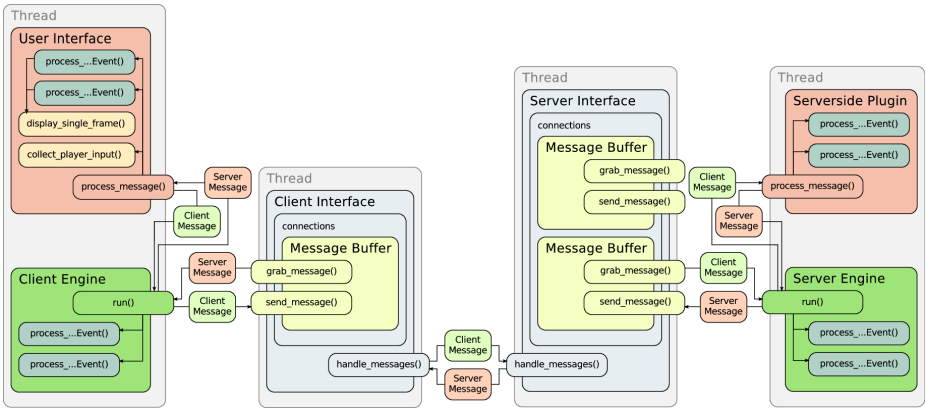 Thread
User Interface
process_...Event()
process_...Event()
display_single_frame()
collect_player_input()
process_message()
Server
Message
Client
Message
Client Engine
run()
process_...Event()
process_...Event()
Server
Message
Client
Message
Thread
Client Interface
connections
Message Buffer
grab_message()
send_message()
handle_messages()
Client
Message
Server
Message
Thread
Server Interface
connections
Message Buffer
grab_message()
send_message()
Message Buffer
grab_message()
send_message()
handle_messages()
Client
Message
Server
Message
Client
Message
Server
Message
Thread
Serverside Plugin
process_...Event()
process_...Event()
process_message()
Server Engine
run()
process_...Event()
process_...Event()